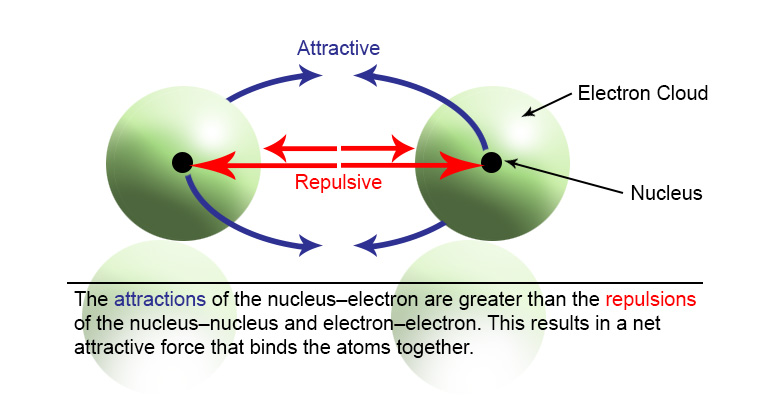 Attractive
Electron Cloud
Repulsive
Nucleus
The attractions of the nucleus–electron are greater than the repulsions
of the nucleus–nucleus and electron–electron. This results in a net
attractive force that binds the atoms together.